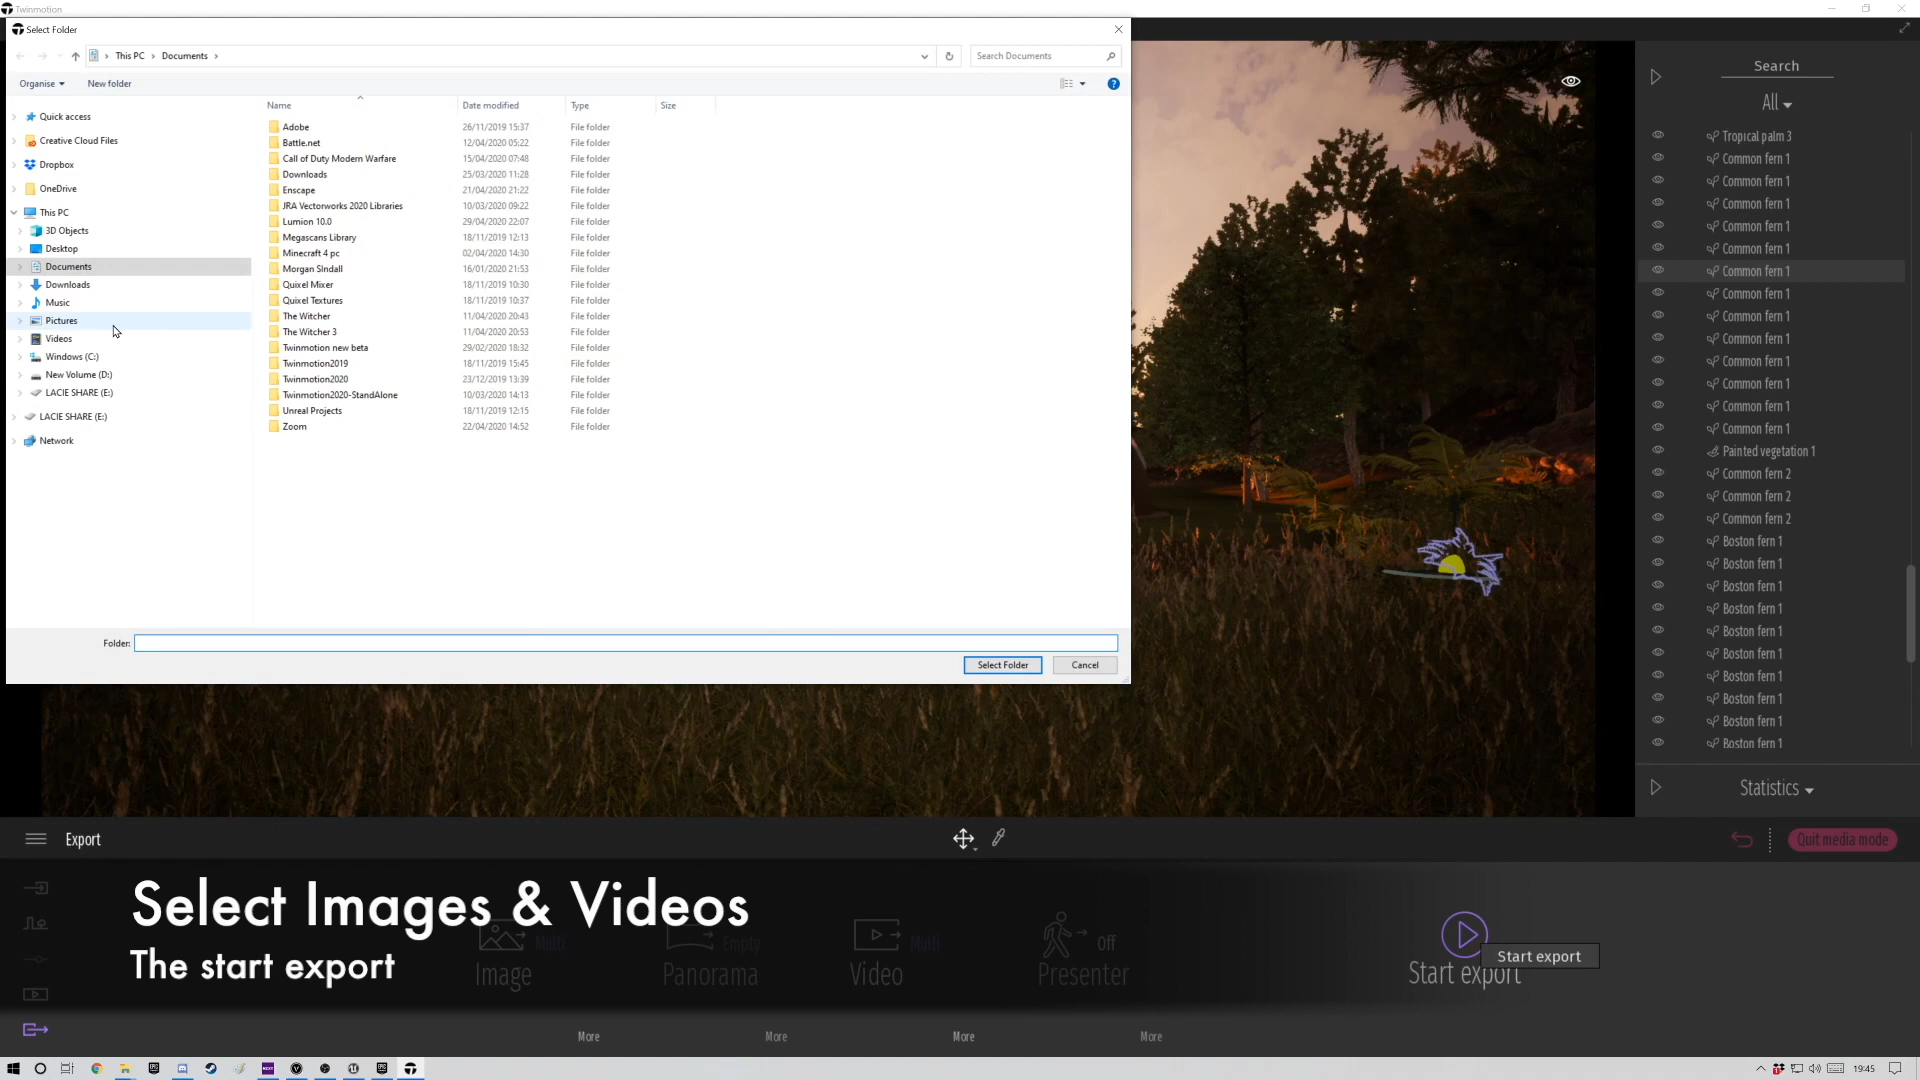 Twinmotion
Select Folder
This PC > Documents >
Search Documents
Organise
New folder
Name
Date modified
Type
Size
Quick access
Creative Cloud Files
Dropbox
OneDrive
This PC
3D Objects
Desktop
Documents
Downloads
Music
Pictures
Videos
Windows (C:)
New Volume (D:)
LACIE SHARE (E:)
LACIE SHARE (E:)
Network
Adobe 26/11/2019 15:37 File folder
Battle.net 12/04/2020 05:22 File folder
Call of Duty Modern Warfare 15/04/2020 07:48 File folder
Downloads 25/03/2020 11:28 File folder
Enscape 21/04/2020 21:22 File folder
JRA Vectorworks 2020 Libraries 10/03/2020 09:22 File folder
Lumion 10.0 29/04/2020 22:07 File folder
Megascans Library 18/11/2019 12:13 File folder
Minecraft 4 pc 02/04/2020 14:30 File folder
Morgan SIndall 16/01/2020 21:53 File folder
Quixel Mixer 18/11/2019 10:30 File folder
Quixel Textures 18/11/2019 10:37 File folder
The Witcher 11/04/2020 20:43 File folder
The Witcher 3 11/04/2020 20:53 File folder
Twinmotion new beta 29/02/2020 18:32 File folder
Twinmotion2019 18/11/2019 15:45 File folder
Twinmotion2020 23/12/2019 13:39 File folder
Twinmotion2020-StandAlone 10/03/2020 14:13 File folder
Unreal Projects 18/11/2019 12:15 File folder
Zoom 22/04/2020 14:52 File folder
Folder:
Select Folder
Cancel
Search
All
Tropical palm 3
Common fern 1
Common fern 1
Common fern 1
Common fern 1
Common fern 1
Common fern 1
Common fern 1
Common fern 1
Common fern 1
Common fern 1
Common fern 1
Common fern 1
Common fern 1
Painted vegetation 1
Common fern 2
Common fern 2
Common fern 2
Boston fern 1
Boston fern 1
Boston fern 1
Boston fern 1
Boston fern 1
Boston fern 1
Boston fern 1
Boston fern 1
Boston fern 1
Boston fern 1
Statistics
Export
Quit media mode
Select Images & Videos
The start export
Multi
Image
Empty
Panorama
Multi
Video
Off
Presenter
Start export
Start export
More
More
More
More
19:45